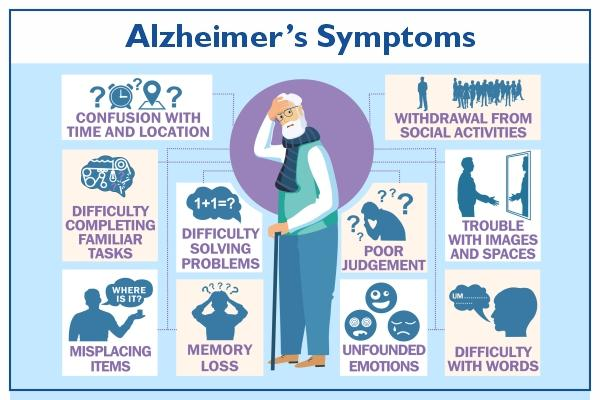 Alzheimer's Symptoms
? ? ?
CONFUSION WITH
TIME AND LOCATION
WITHDRAWAL FROM
SOCIAL ACTIVITIES
DIFFICULTY
COMPLETING
FAMILIAR
TASKS
1+1=?
DIFFICULTY
SOLVING
PROBLEMS
? ? ? ? ?
POOR
JUDGEMENT
TROUBLE
WITH IMAGES
AND SPACES
WHERE
IS IT?
MISPLACING
ITEMS
? ? ? ?
MEMORY
LOSS
UNFOUNDED
EMOTIONS
UM........
DIFFICULTY
WITH WORDS